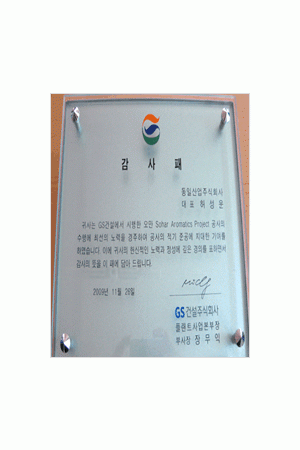 감 사 패
동일산업주식회사
대 표 허 성 운
귀사는 GS건설에서 시행한 오만 Sohar Aromatics Project 공사의
수행에 최선의 노력을 경주하여 공사의 적기 준공에 지대한 기여를
하였습니다. 이에 귀사의 헌신적인 노력과 정성에 깊은 경의를 표하면서
감사의 뜻을 이 패에 담아 드립니다.
2009년 11월 26일
GS건설주식회사
플랜트사업본부장
부사장 장 무 익